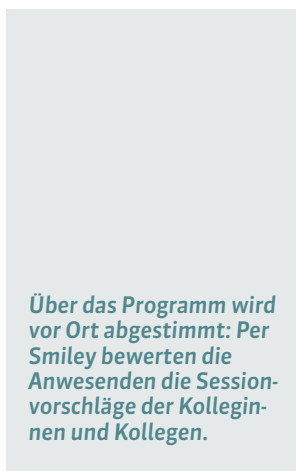 Über das Programm wird
vor Ort abgestimmt: Per
Smiley bewerten die
Anwesenden die Session-
vorschläge der Kollegin-
nen und Kollegen.